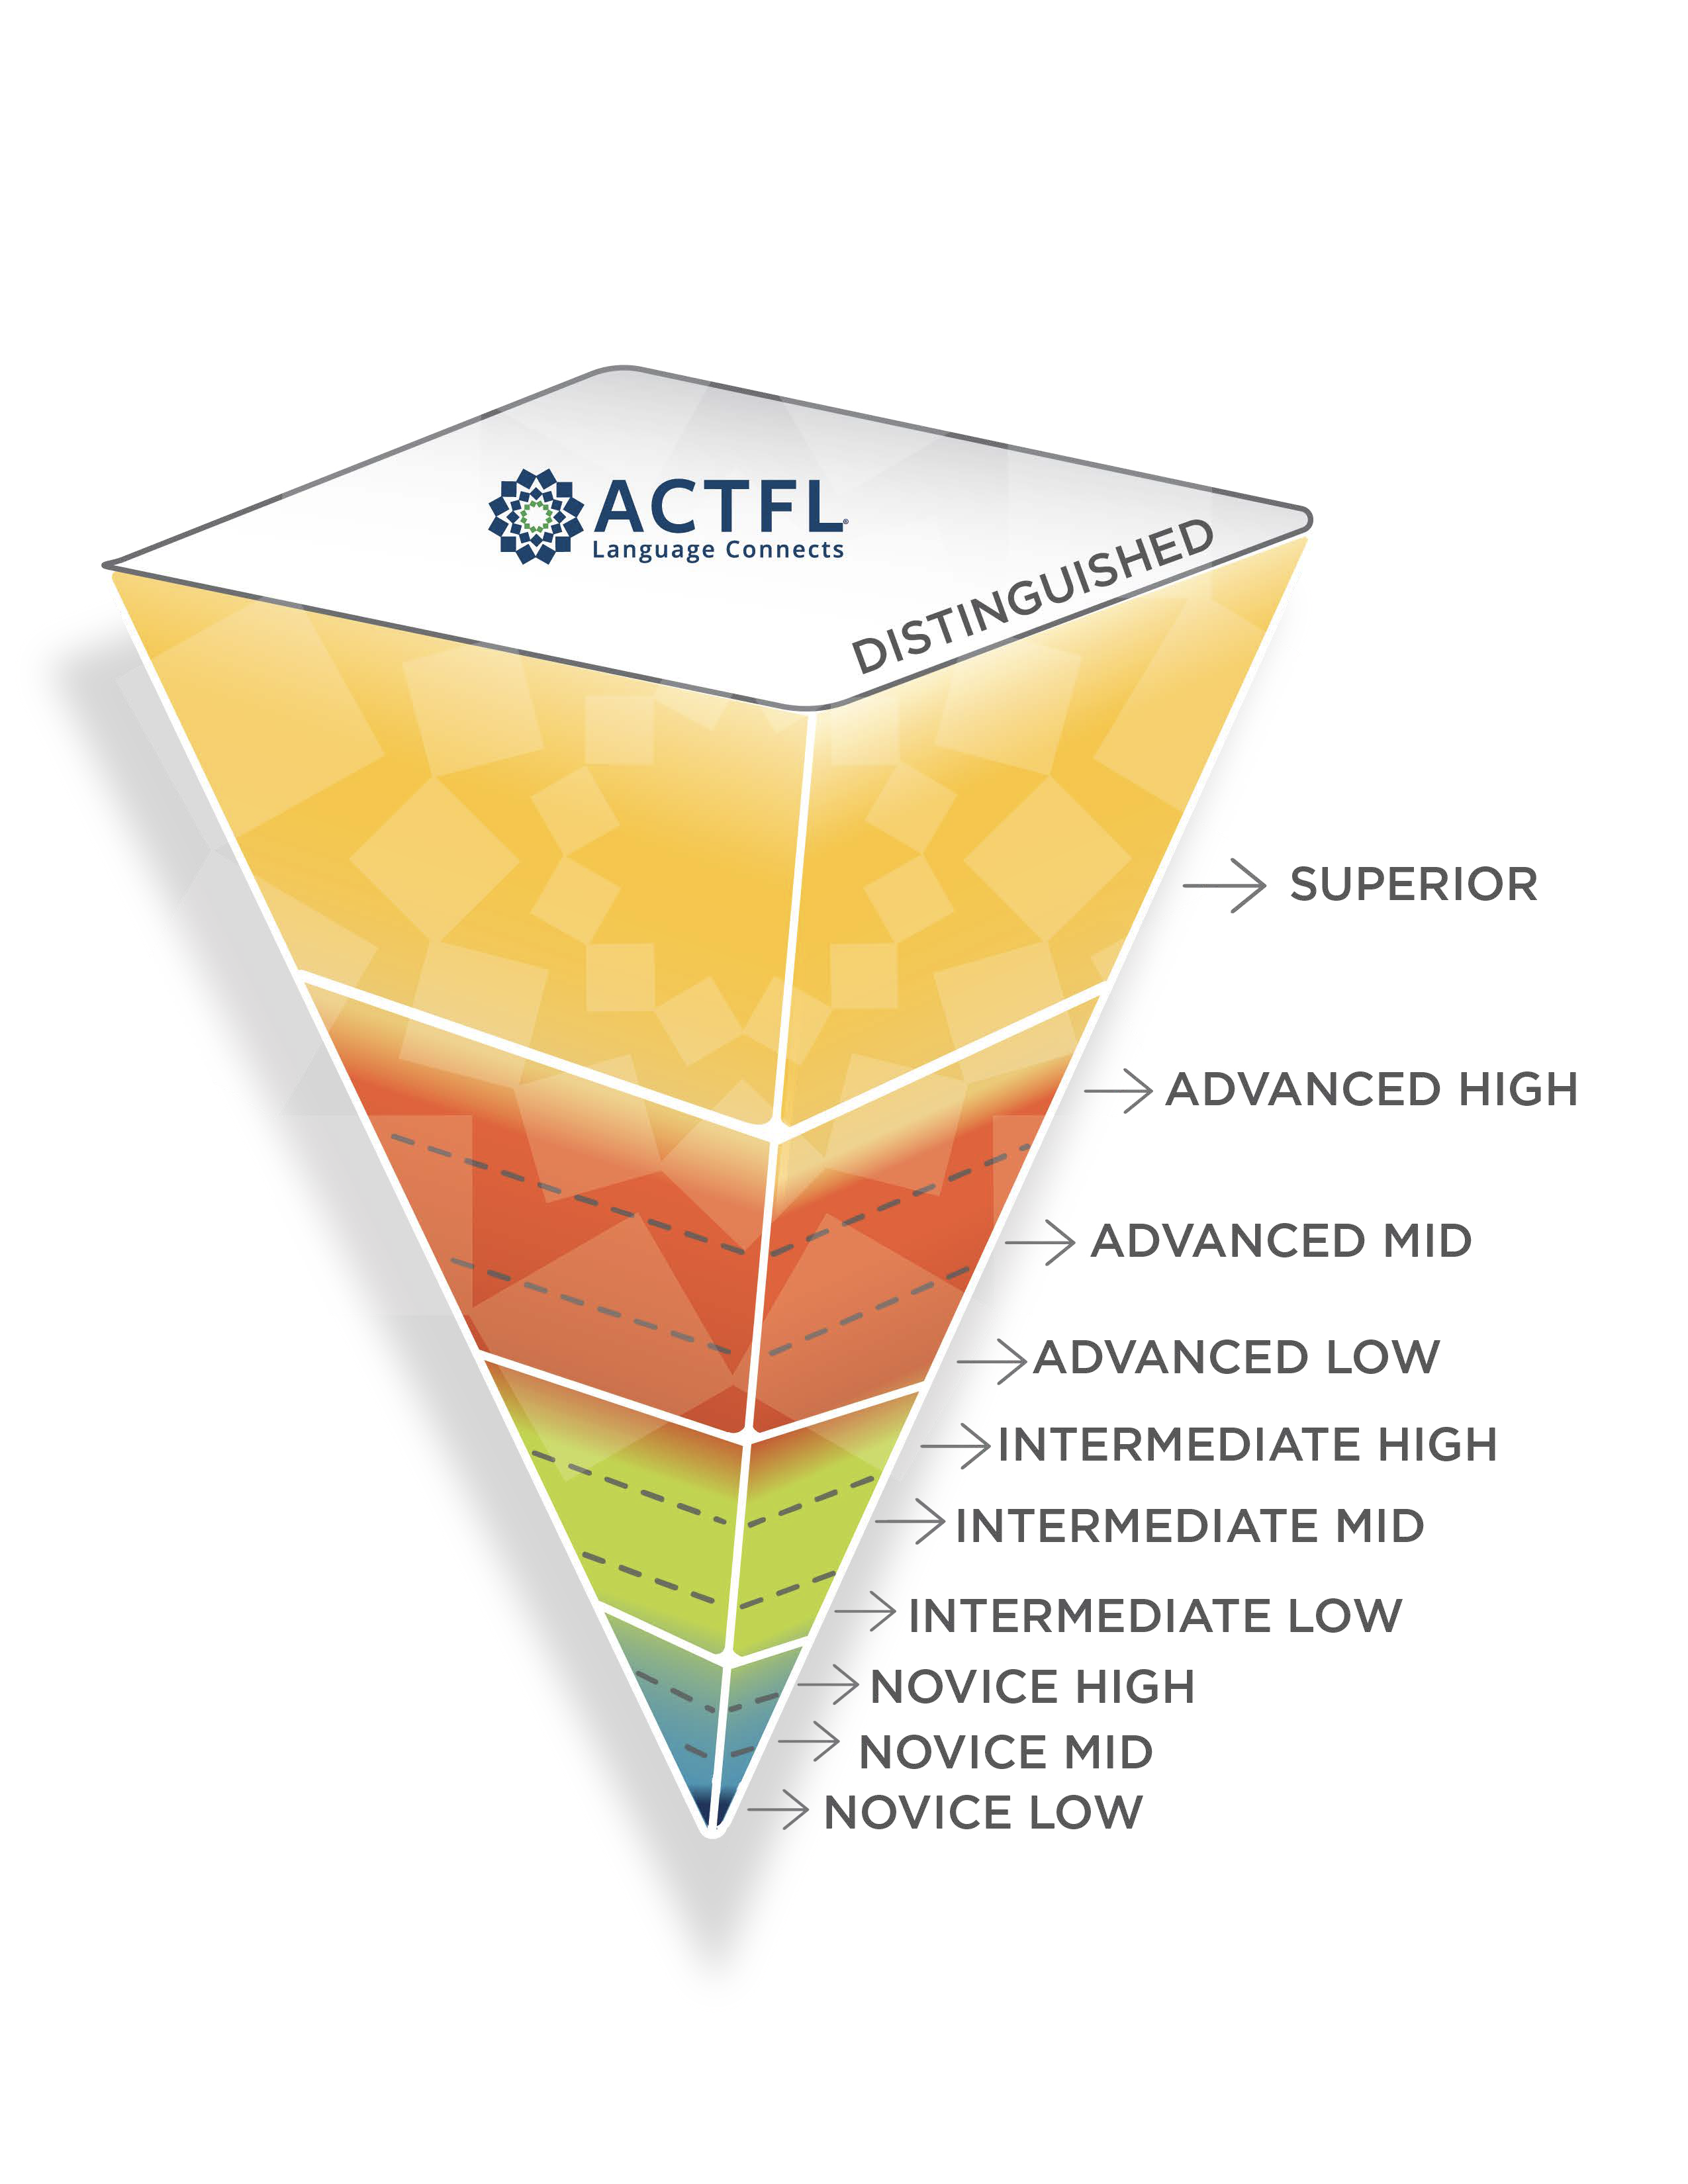 ACTFL®
Language Connects
DISTINGUISHED
SUPERIOR
ADVANCED HIGH
ADVANCED MID
ADVANCED LOW
INTERMEDIATE HIGH
INTERMEDIATE MID
INTERMEDIATE LOW
NOVICE HIGH
NOVICE MID
NOVICE LOW